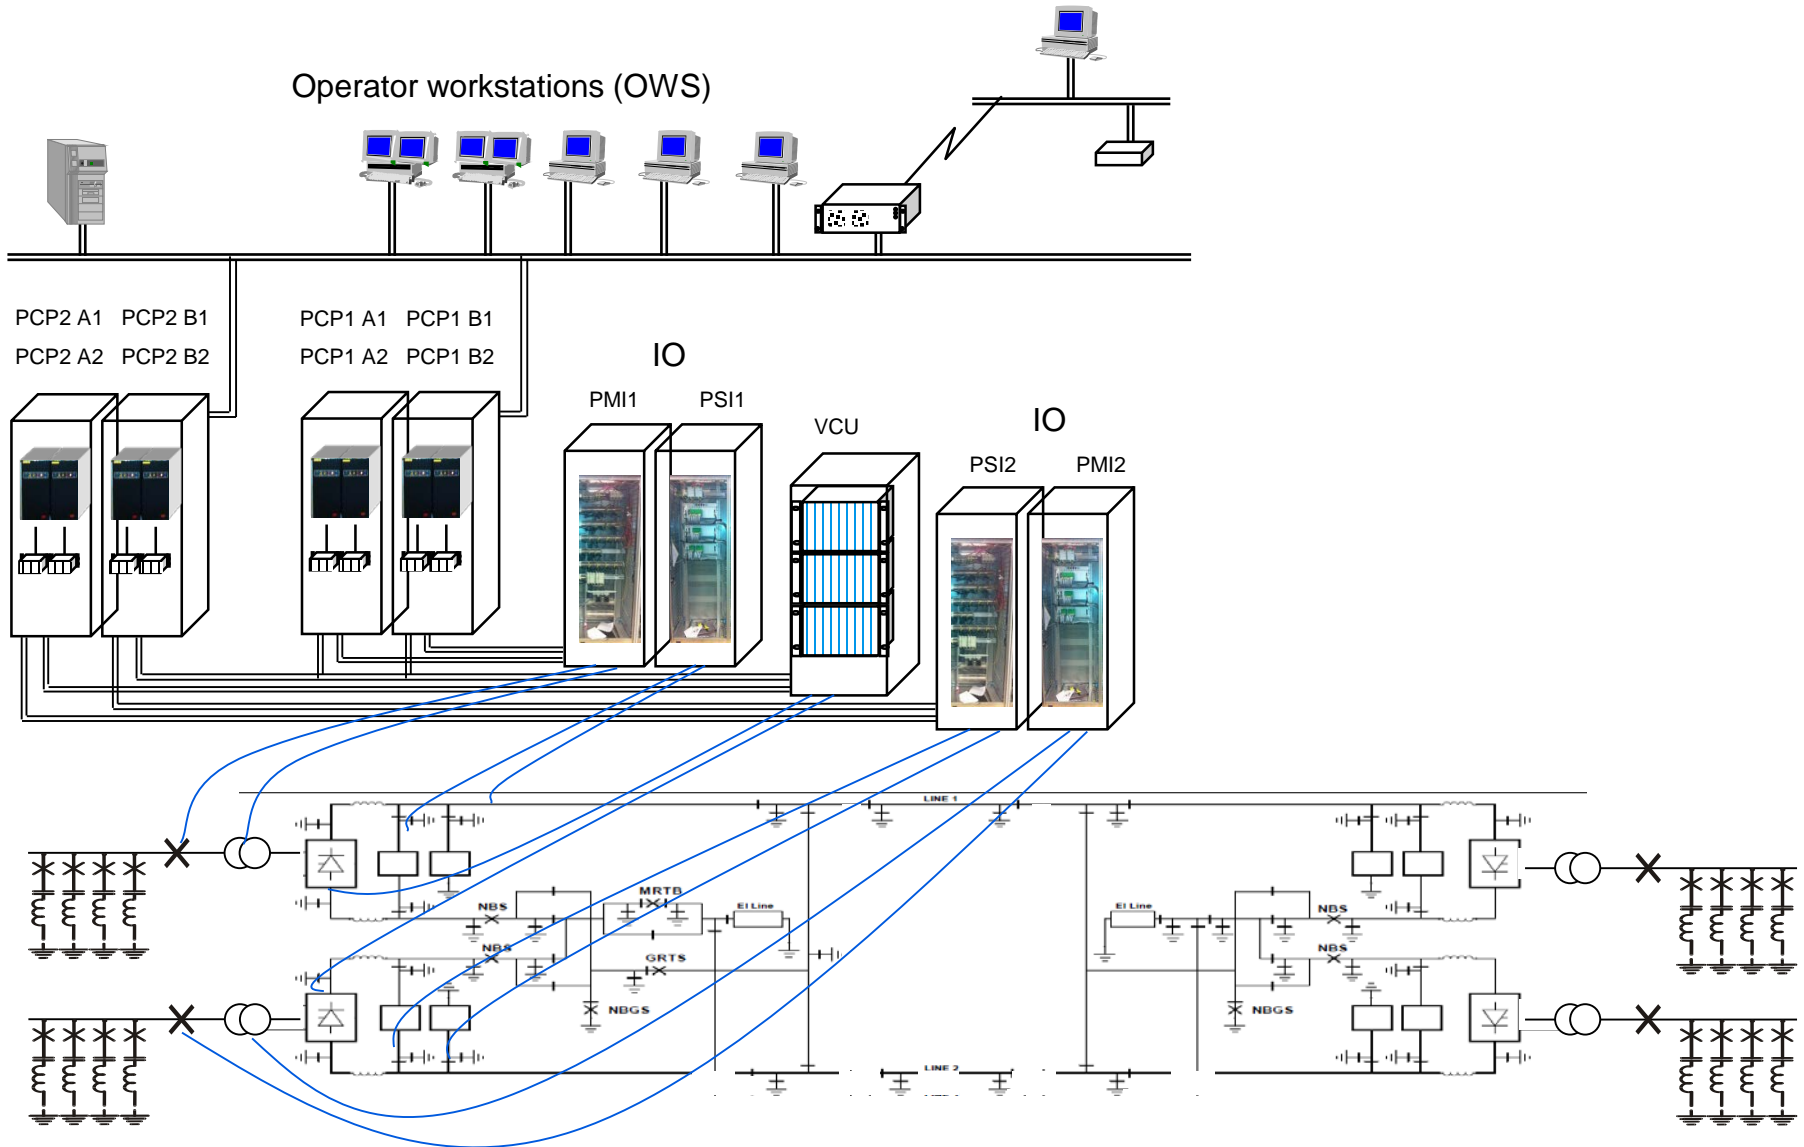 Operator workstations (OWS)
PCP2 A1 PCP2 B1
PCP2 A2 PCP2 B2
PCP1 A1 PCP1 B1
PCP1 A2 PCP1 B2
IO
PMI1 PSI1
VCU
IO
PSI2 PMI2
LINE 1
MRTB
NBS
El Line
NBS
GRTS
NBGS
El Line
NBS
NBS
NBGS
LINE 2